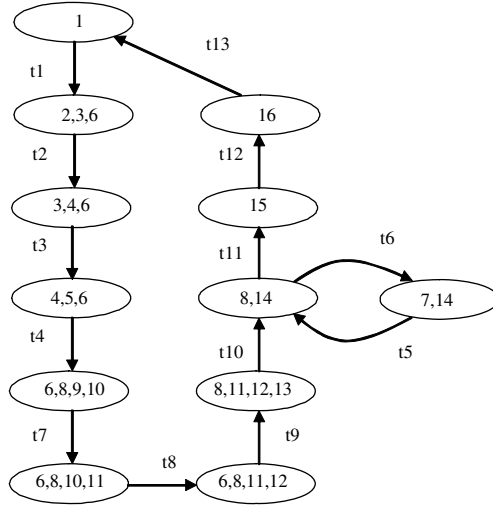 1
t13
t1
2,3,6
16
t2
t12
3,4,6
15
t3
t11
t6
4,5,6
8,14
7,14
t4
t10
t5
6,8,9,10
8,11,12,13
t7
t9
t8
6,8,10,11
6,8,11,12